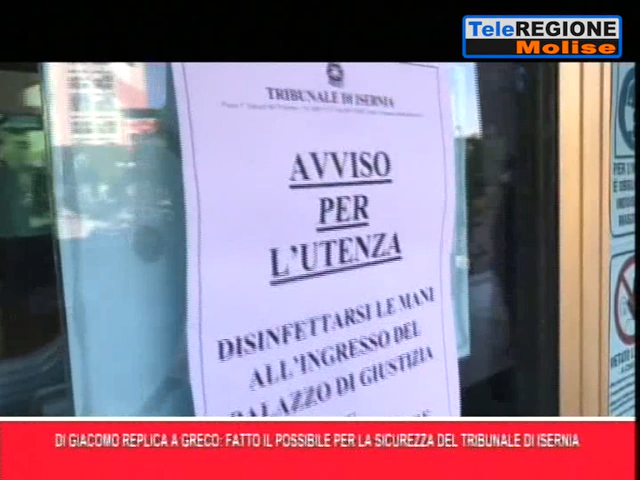 TeleREGIONE
Molise
TRIBUNALE DI ISERNIA
AVVISO
PER
L'UTENZA
DISINFETTARSI LE MANI
ALL'INGRESSO DEL
PALAZZO DI GIUSTIZIA
PER L'
DI GIACOMO REPLICA A GRECO: FATTO IL POSSIBILE PER LA SICUREZZA DEL TRIBUNALE DI ISERNIA